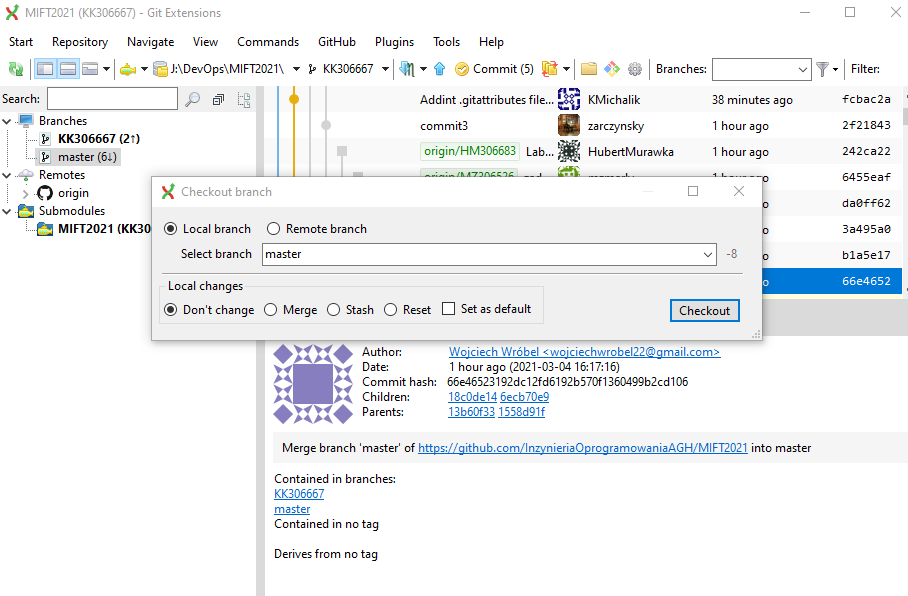 MIFT2021 (KK306667) - Git Extensions
Start Repository Navigate View Commands GitHub Plugins Tools Help
J:\DevOps\MIFT2021\ KK306667 Commit (5) Branches: Filter:
Search:
Branches
KK306667 (2↑)
master (6↓)
Remotes
origin
Submodules
MIFT2021 (KK30
Addint .gitattributes file... KMichalik 38 minutes ago fcbac2a
commit3 zarczynsky 1 hour ago 2f21843
origin/HM306683 Lab... HubertMurawka 1 hour ago 242ca22
6455eaf
da0ff62
3a495a0
b1a5e17
66e4652
Checkout branch
Local branch Remote branch
Select branch master -8
Local changes
Don't change Merge Stash Reset Set as default
Checkout
Author: Wojciech Wróbel <wojciechwrobel22@gmail.com>
Date: 1 hour ago (2021-03-04 16:17:16)
Commit hash: 66e46523192dc12fd6192b570f1360499b2cd106
Children: 18c0de14 6ecb70e9
Parents: 13b60f33 1558d91f
Merge branch 'master' of https://github.com/InzynieriaOprogramowaniaAGH/MIFT2021 into master
Contained in branches:
KK306667
master
Contained in no tag
Derives from no tag